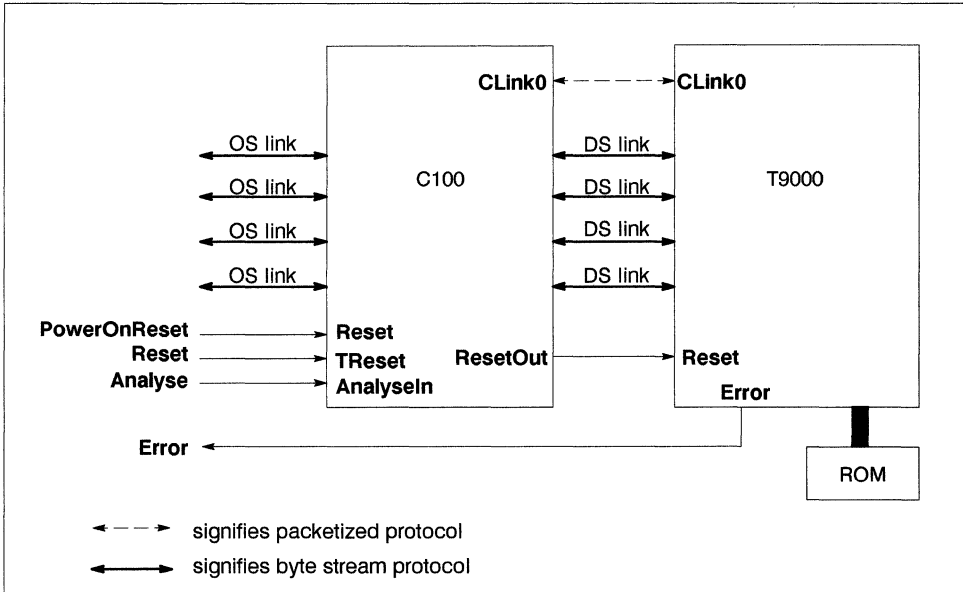 CLink0 CLink0
OS link DS link
C100 T9000
OS link DS link
OS link DS link
OS link DS link
PowerOnReset Reset
Reset TReset ResetOut Reset
Analyse AnalyseIn
Error
Error
ROM
signifies packetized protocol
signifies byte stream protocol